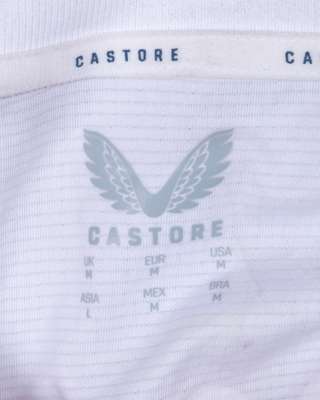 CASTORE CA
CASTORE
UK EUR USA
M M M
ASIA MEX BRA
L M M